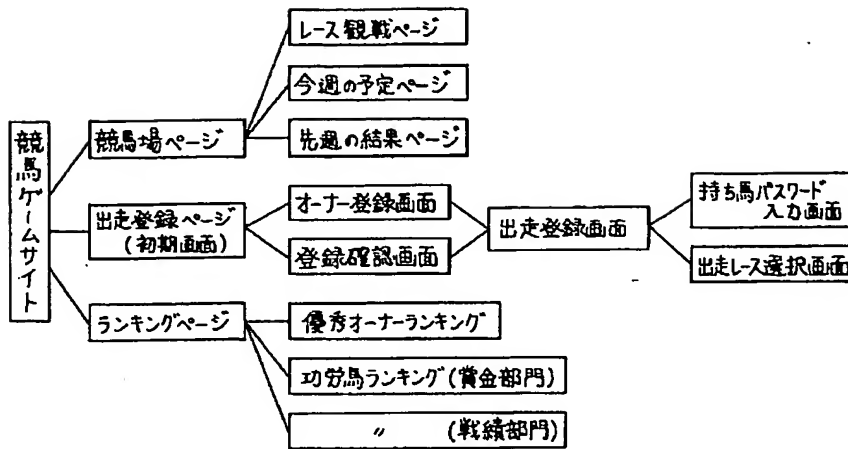 競馬ゲームサイト
競馬場ページ
レース観戦ページ
今週の予定ページ
先週の結果ページ
出走登録ページ
(初期画面)
オーナー登録画面
登録確認画面
出走登録画面
持ち馬パスワード
入力画面
出走レース選択画面
ランキングページ
優秀オーナーランキング
功労馬ランキング(賞金部門)
〃 (戦績部門)